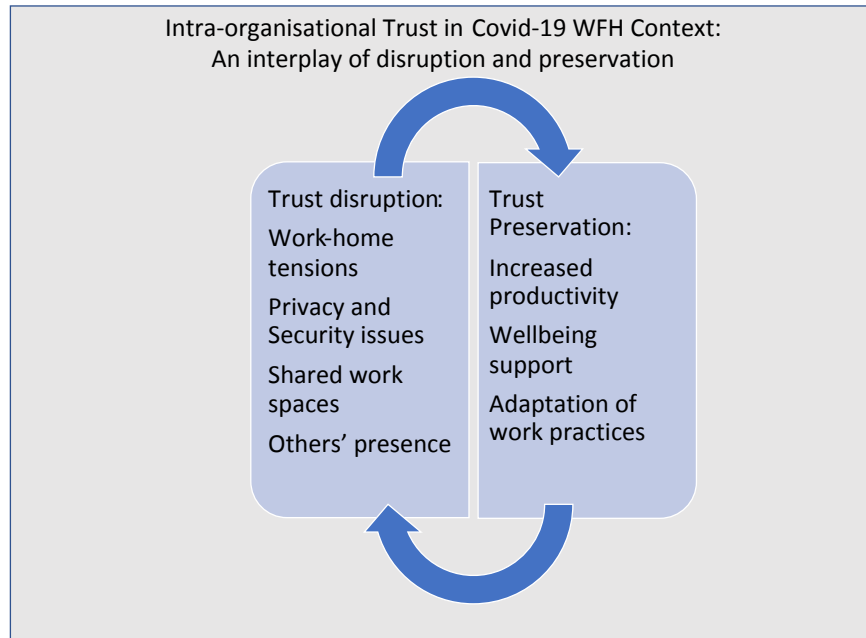 Intra-organisational Trust in Covid-19 WFH Context:
An interplay of disruption and preservation
Trust disruption:
Work-home
tensions
Privacy and
Security issues
Shared work
spaces
Others’ presence
Trust
Preservation:
Increased
productivity
Wellbeing
support
Adaptation of
work practices